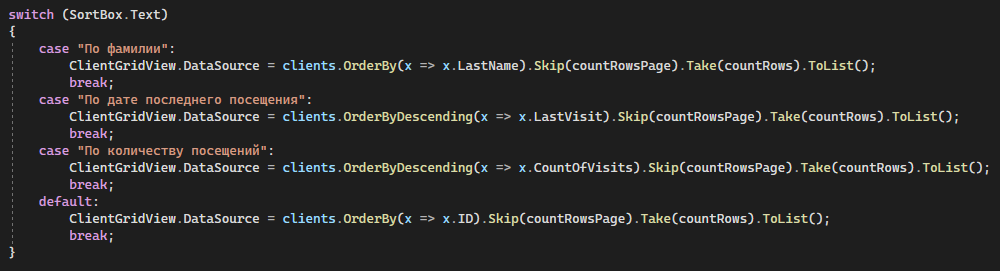 switch (SortBox.Text)
{
case "По фамилии":
ClientGridView.DataSource = clients.OrderBy(x => x.LastName).Skip(countRowsPage).Take(countRows).ToList();
break;
case "По дате последнего посещения":
ClientGridView.DataSource = clients.OrderByDescending(x => x.LastVisit).Skip(countRowsPage).Take(countRows).ToList();
break;
case "По количеству посещений":
ClientGridView.DataSource = clients.OrderByDescending(x => x.CountOfVisits).Skip(countRowsPage).Take(countRows).ToList();
break;
default:
ClientGridView.DataSource = clients.OrderBy(x => x.ID).Skip(countRowsPage).Take(countRows).ToList();
break;
}